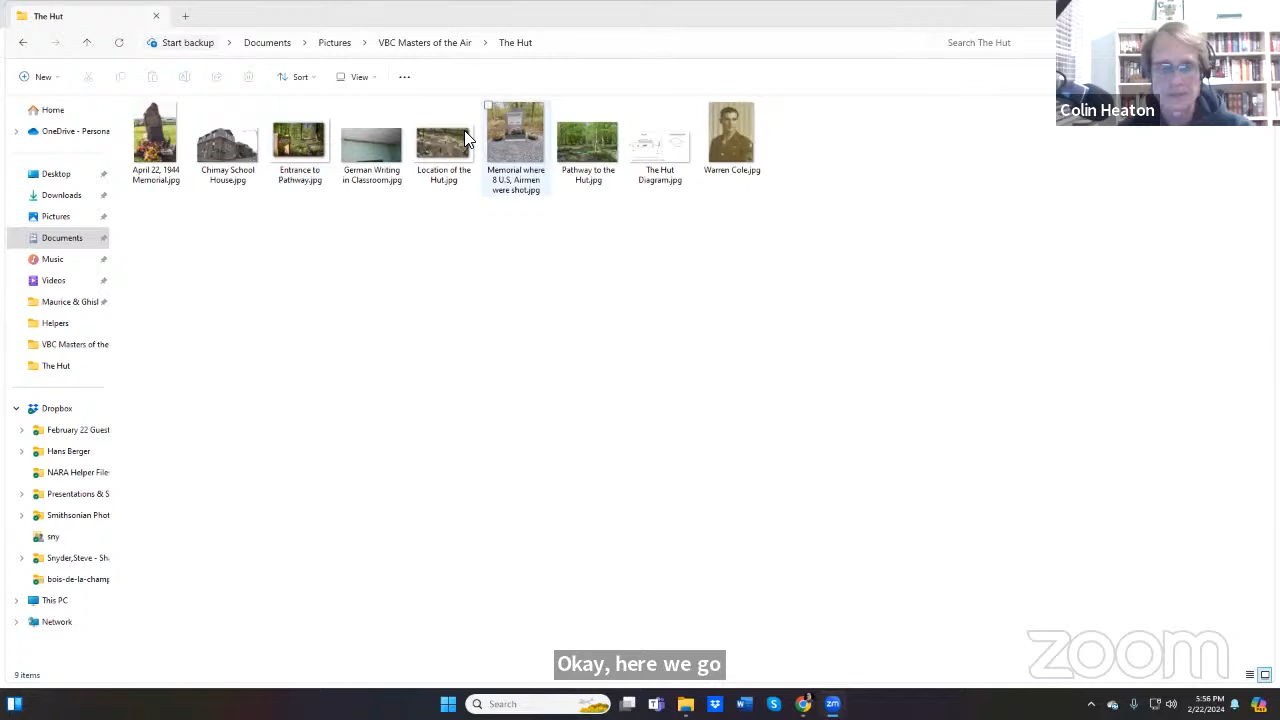 The Hut
Start backup
Documents
Pictures
VBC Masters of the Air
The Hut
Search The Hut
New
Sort
View
Colin Heaton
Home
OneDrive - Persona
Desktop
Downloads
Pictures
Documents
Music
Videos
Maurice & Ghisl
Helpers
VBC Masters of the
The Hut
Dropbox
February 22 Guest
Hans Berger
NARA Helper File
Presentations & S
Smithsonian Phot
sny
Snyder,Steve - Sh
bois-de-la-champ
This PC
Network
April 22, 1944
Memorial.jpg
Chimay School
House.jpg
Entrance to
Pathway.jpg
German Writing
in Classroom.jpg
Location of the
Hut.jpg
Memorial where
8 U.S, Airmen
were shot.jpg
Pathway to the
Hut.jpg
The Hut
Diagram.jpg
Warren Cole.jpg
Okay, here we go
zoom
9 items
Search
5:56 PM
2/22/2024